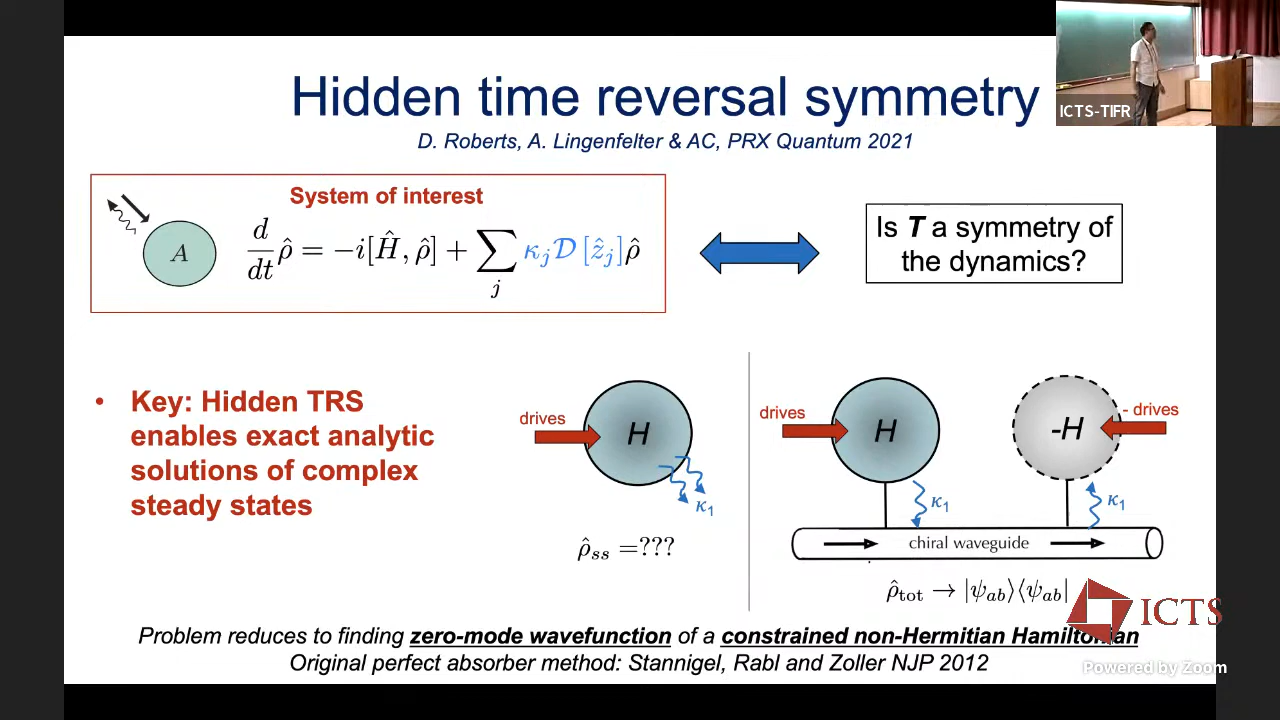 Hidden time reversal symmetry
D. Roberts, A. Lingenfelter & AC, PRX Quantum 2021
ICTS-TIFR
System of interest
A
d/dt ρ̂ = −i[Ĥ, ρ̂] + ∑_j κ_j 𝒟 [ẑ_j] ρ̂
Is T a symmetry of
the dynamics?
• Key: Hidden TRS
enables exact analytic
solutions of complex
steady states
drives
H
κ₁
ρ̂_ss =???
drives
H
-H
- drives
κ₁
κ₁
chiral waveguide
ρ̂_tot → |ψ_ab⟩⟨ψ_ab|
ICTS
Problem reduces to finding zero-mode wavefunction of a constrained non-Hermitian Hamiltonian
Original perfect absorber method: Stannigel, Rabl and Zoller NJP 2012
Powered by Zoom